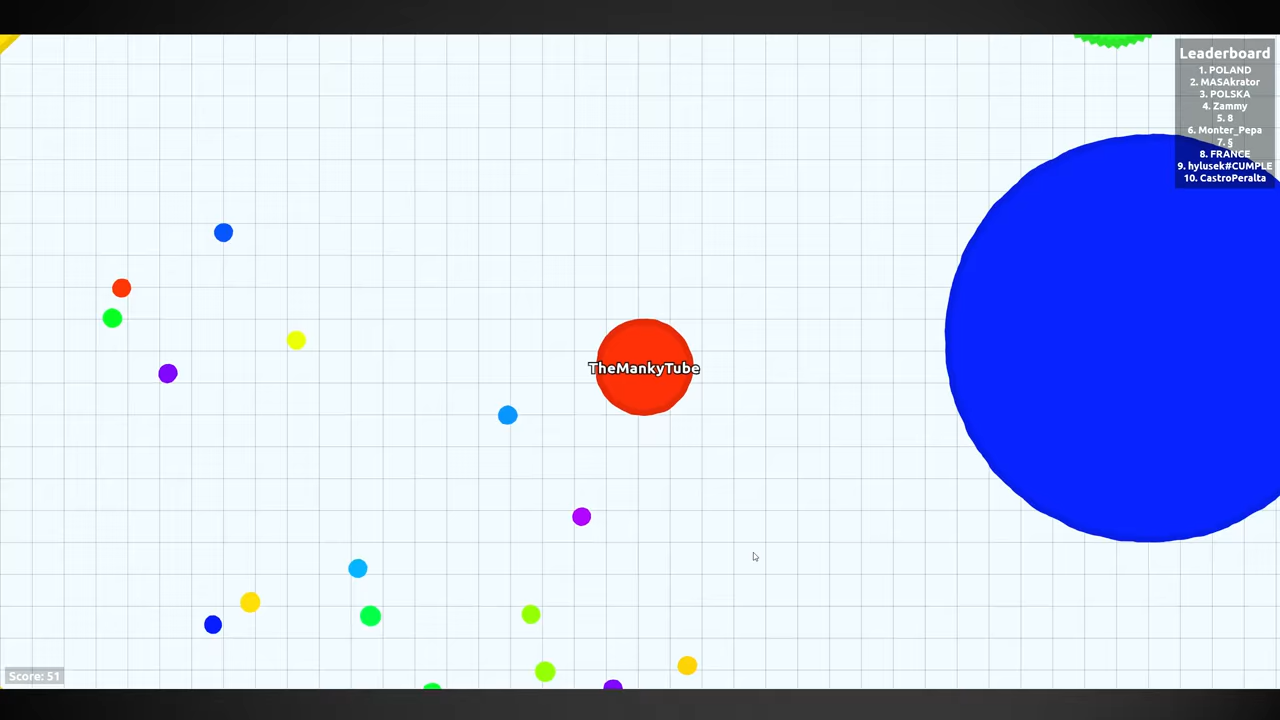 Leaderboard
1. POLAND
2. MASAkrator
3. POLSKA
4. Zammy
5. 8
6. Monter_Pepa
7. §
8. FRANCE
9. hylusek#CUMPLE
10. CastroPeralta
TheMankyTube
Score: 51